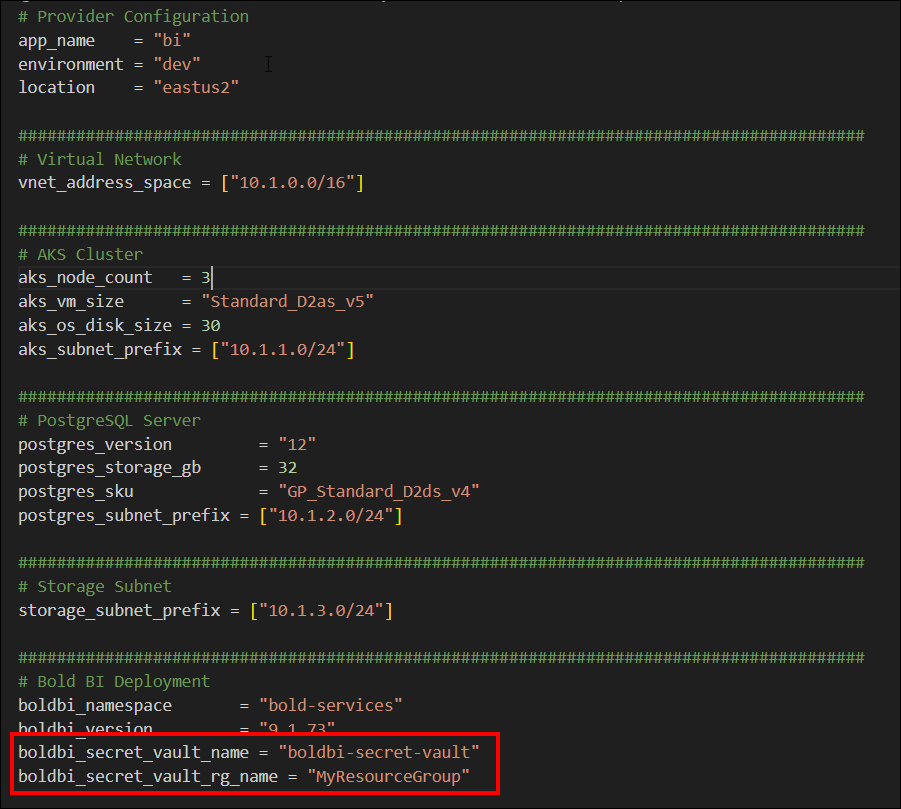 # Provider Configuration
app_name    = "bi"
environment = "dev"
location    = "eastus2"
########################################################################################
# Virtual Network
vnet_address_space = ["10.1.0.0/16"]
########################################################################################
# AKS Cluster
aks_node_count   = 3
aks_vm_size      = "Standard_D2as_v5"
aks_os_disk_size = 30
aks_subnet_prefix = ["10.1.1.0/24"]
########################################################################################
# PostgreSQL Server
postgres_version         = "12"
postgres_storage_gb      = 32
postgres_sku             = "GP_Standard_D2ds_v4"
postgres_subnet_prefix = ["10.1.2.0/24"]
########################################################################################
# Storage Subnet
storage_subnet_prefix = ["10.1.3.0/24"]
########################################################################################
# Bold BI Deployment
boldbi_namespace       = "bold-services"
boldbi_version         = "9.1.73"
boldbi_secret_vault_name = "boldbi-secret-vault"
boldbi_secret_vault_rg_name = "MyResourceGroup"